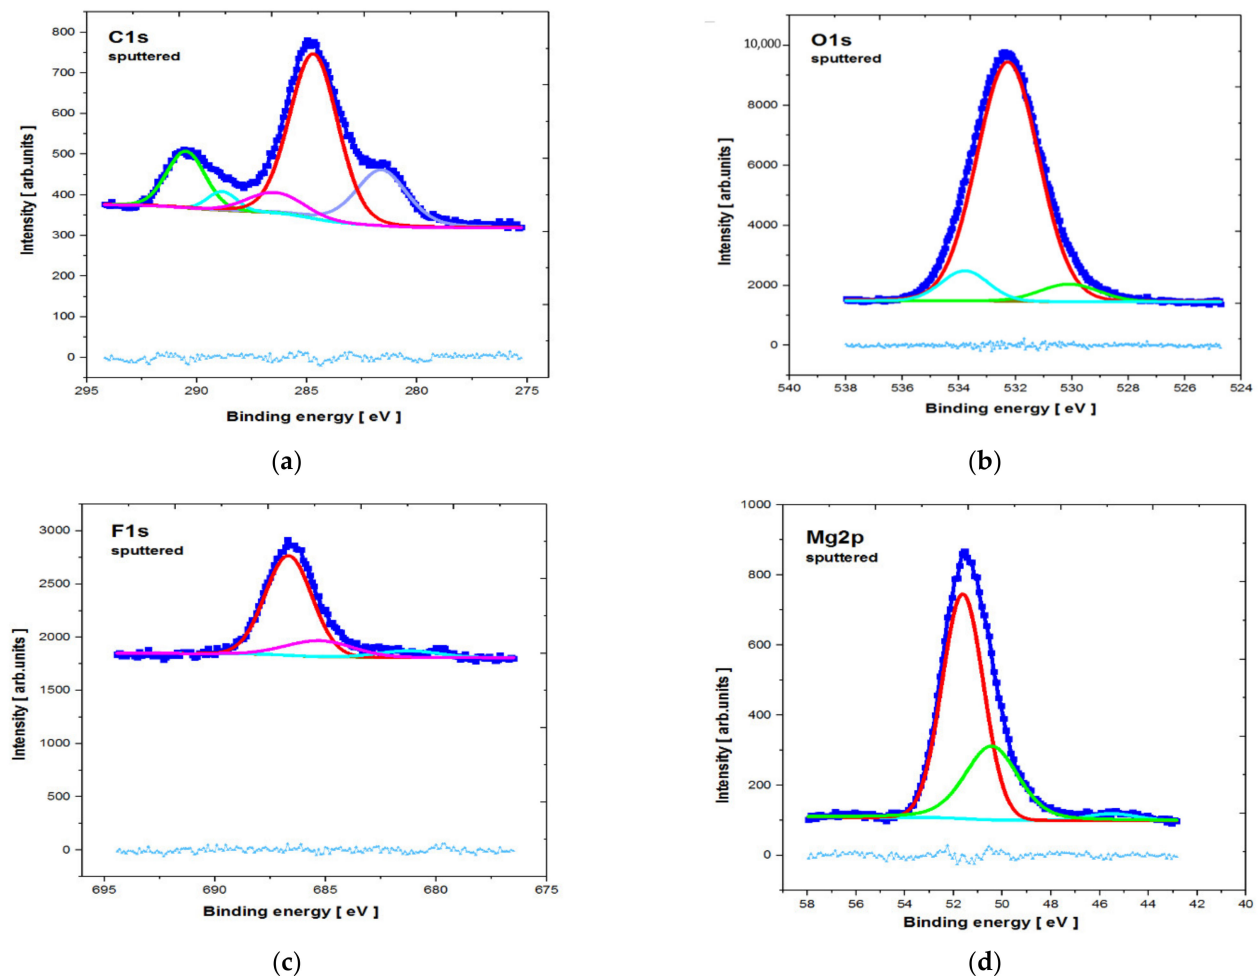 C1s
sputtered
800
700
600
500
400
300
200
100
0
Intensity [ arb.units ]
295
290
285
280
275
Binding energy [ eV ]
(a)
O1s
sputtered
10,000
8000
6000
4000
2000
0
Intensity [ arb.units ]
540
538
536
534
532
530
528
526
524
Binding energy [ eV ]
(b)
F1s
sputtered
3000
2500
2000
1500
1000
500
0
Intensity [ arb.units ]
695
690
685
680
675
Binding energy [ eV ]
(c)
Mg2p
sputtered
1000
800
600
400
200
0
Intensity [ arb.units ]
58
56
54
52
50
48
46
44
42
40
Binding energy [ eV ]
(d)